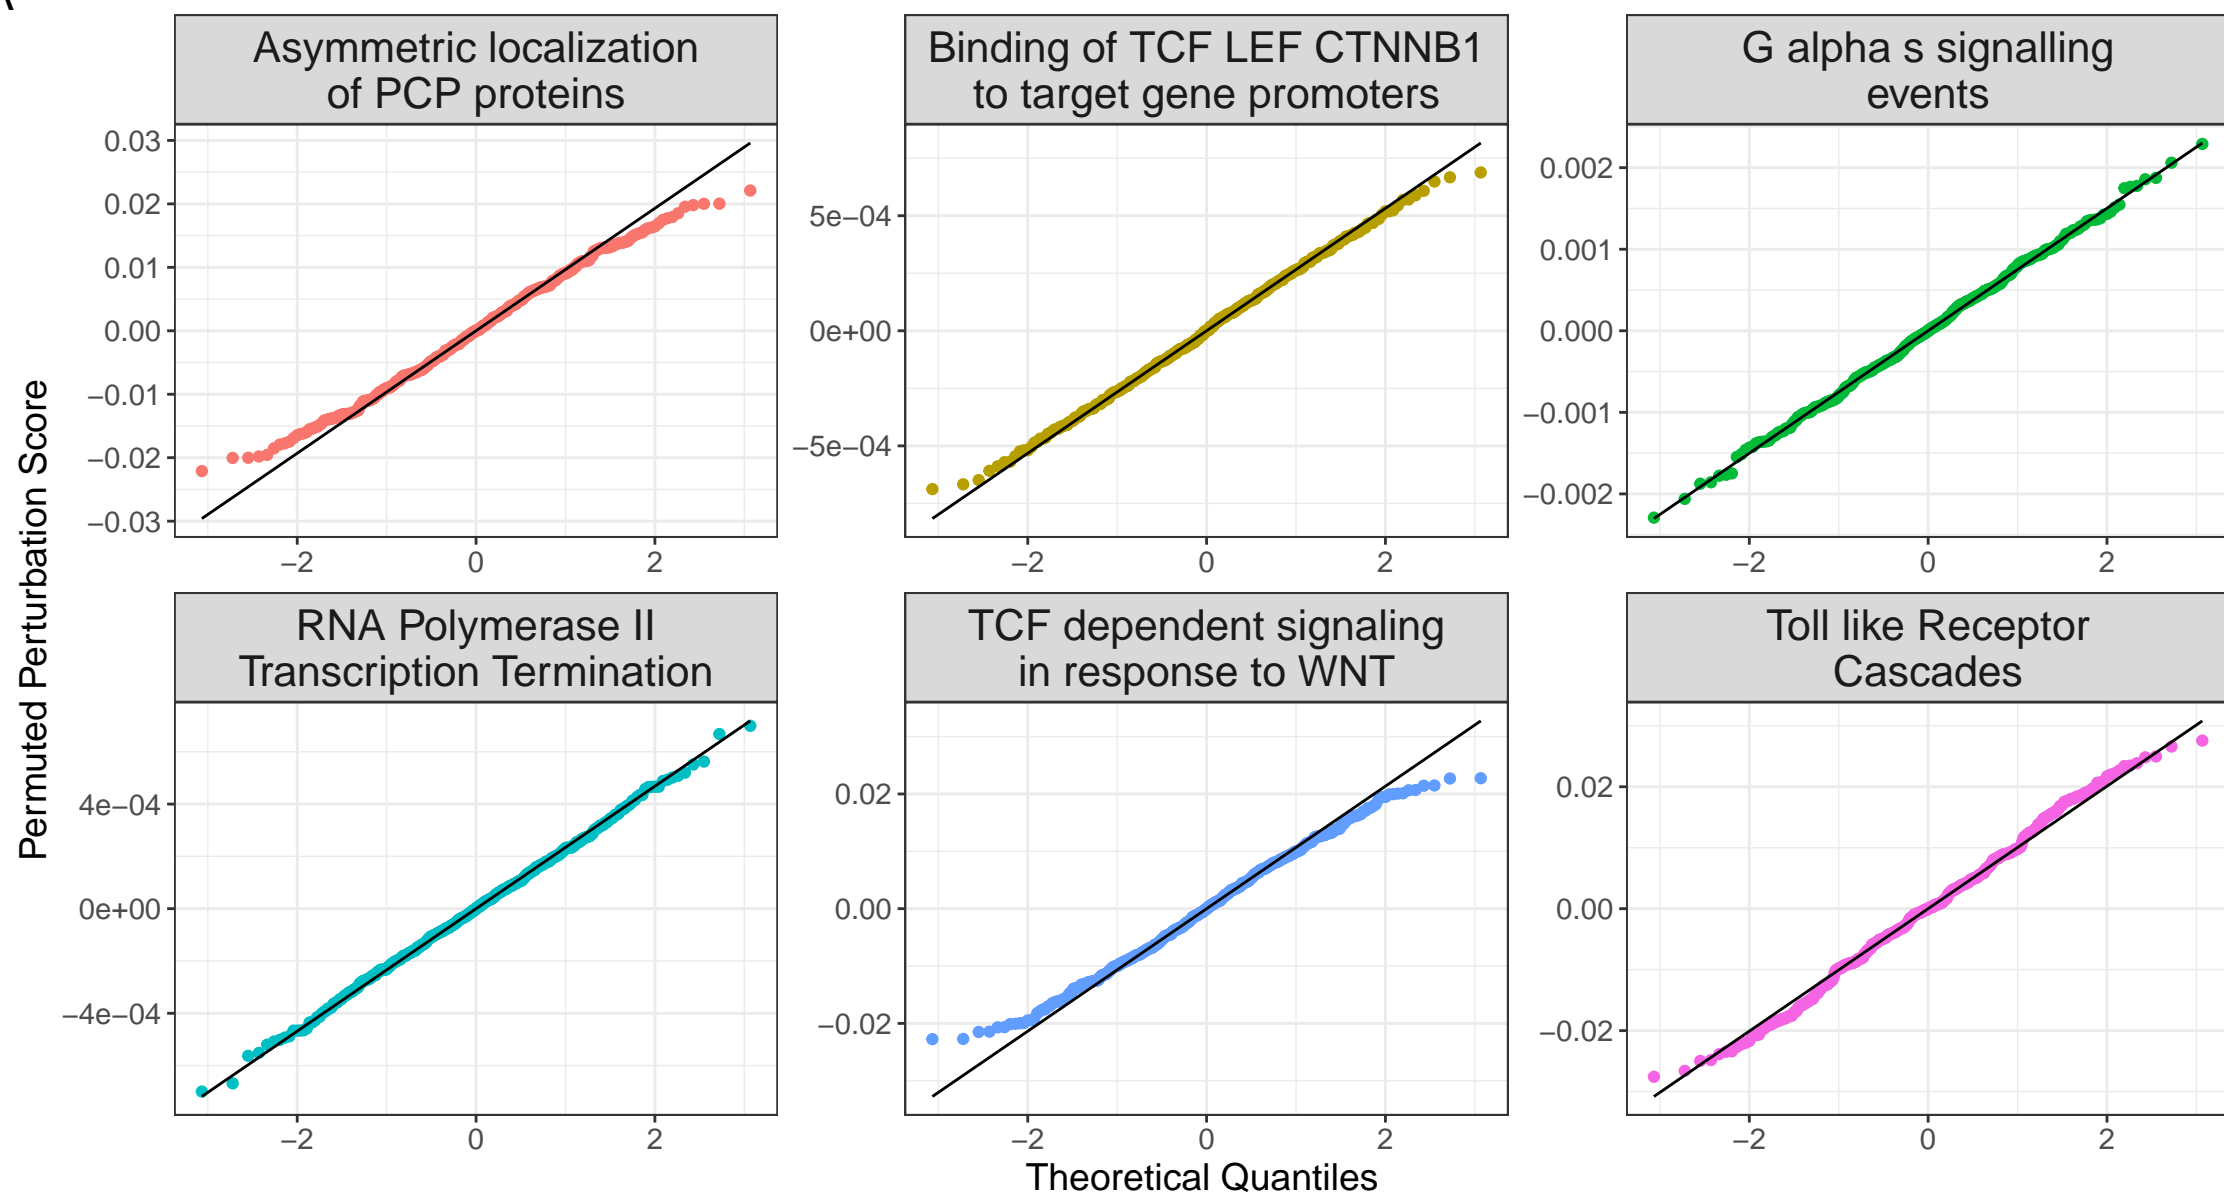 Asymmetric localization
of PCP proteins
Binding of TCF LEF CTNNB1
to target gene promoters
G alpha s signalling
events
0.03
0.02
0.01
0.00
−0.01
−0.02
−0.03
5e−04
0e+00
−5e−04
0.002
0.001
0.000
−0.001
−0.002
−2 0 2
−2 0 2
−2 0 2
Permuted Perturbation Score
RNA Polymerase II
Transcription Termination
TCF dependent signaling
in response to WNT
Toll like Receptor
Cascades
4e−04
0e+00
−4e−04
0.02
0.00
−0.02
0.02
0.00
−0.02
−2 0 2
−2 0 2
−2 0 2
Theoretical Quantiles